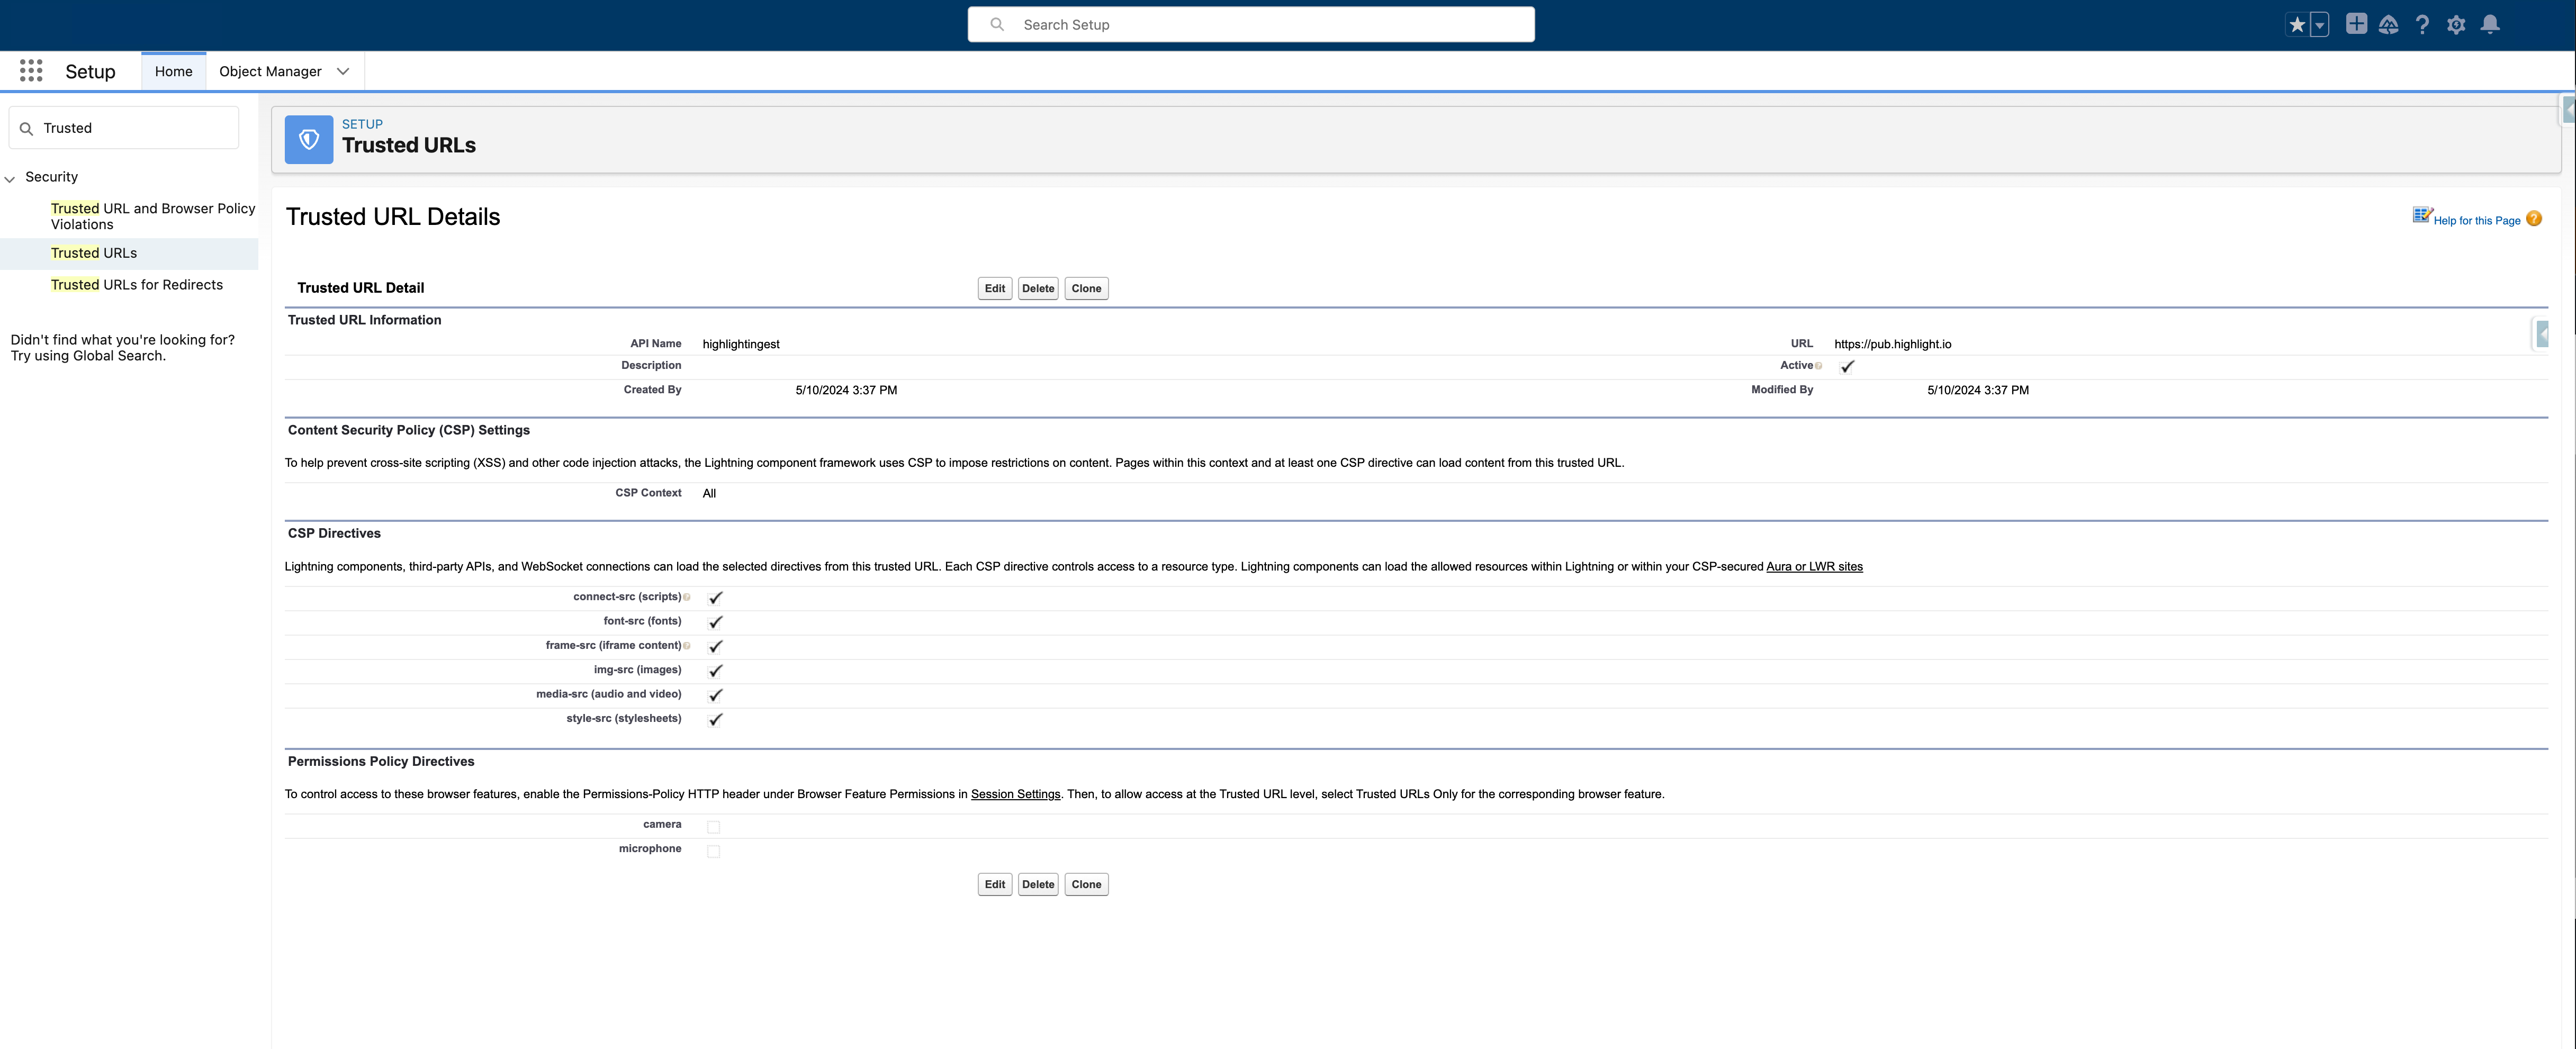 Search Setup
Setup
Home
Object Manager
Trusted
Security
Trusted URL and Browser Policy
Violations
Trusted URLs
Trusted URLs for Redirects
Didn't find what you're looking for?
Try using Global Search.
SETUP
Trusted URLs
Trusted URL Details
Help for this Page
Trusted URL Detail
Edit Delete Clone
Trusted URL Information
API Name highlightingest URL https://pub.highlight.io
Description Active
Created By 5/10/2024 3:37 PM Modified By 5/10/2024 3:37 PM
Content Security Policy (CSP) Settings
To help prevent cross-site scripting (XSS) and other code injection attacks, the Lightning component framework uses CSP to impose restrictions on content. Pages within this context and at least one CSP directive can load content from this trusted URL.
CSP Context All
CSP Directives
Lightning components, third-party APIs, and WebSocket connections can load the selected directives from this trusted URL. Each CSP directive controls access to a resource type. Lightning components can load the allowed resources within Lightning or within your CSP-secured Aura or LWR sites
connect-src (scripts)
font-src (fonts)
frame-src (iframe content)
img-src (images)
media-src (audio and video)
style-src (stylesheets)
Permissions Policy Directives
To control access to these browser features, enable the Permissions-Policy HTTP header under Browser Feature Permissions in Session Settings. Then, to allow access at the Trusted URL level, select Trusted URLs Only for the corresponding browser feature.
camera
microphone
Edit Delete Clone